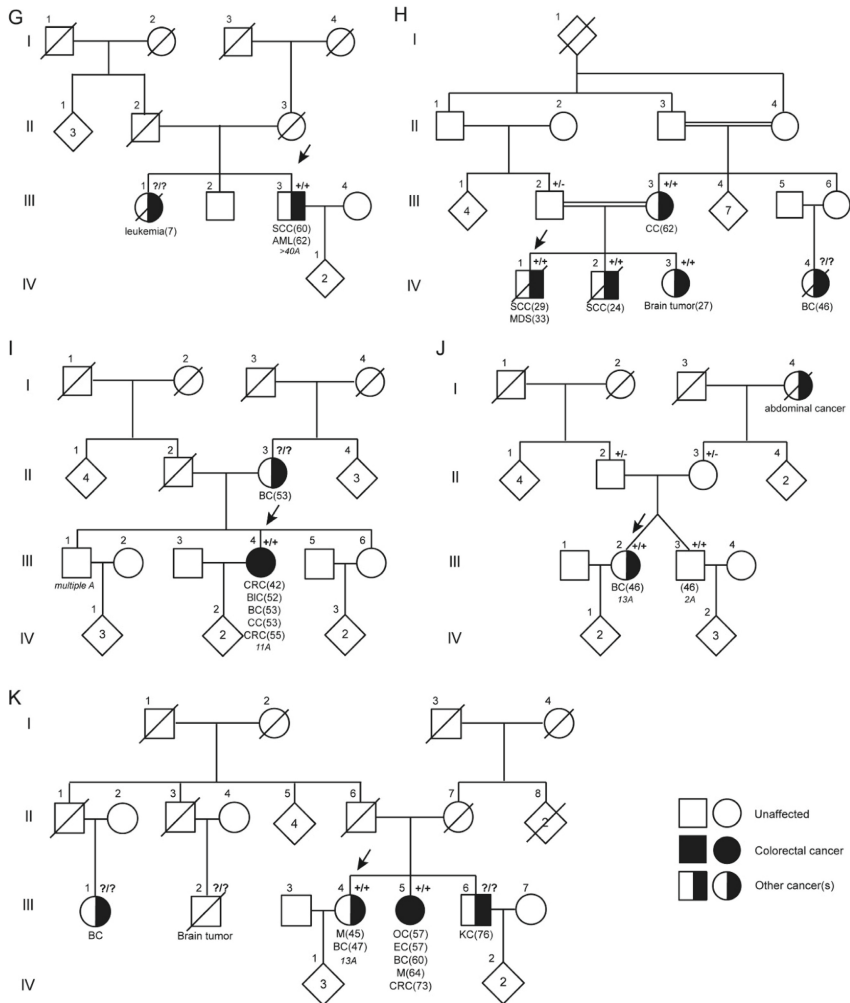 G
I
1
2
3
4
II
1
3
2
3
III
1
?/?
2
3
+/+
4
leukemia(7)
SCC(60)
AML(62)
>40A
IV
1
2
H
I
1
II
1
2
3
4
III
1
4
2
+/-
3
+/+
4
7
5
6
CC(62)
IV
1
+/+
2
+/+
3
+/+
4
?/?
SCC(29)
MDS(33)
SCC(24)
Brain tumor(27)
BC(46)
I
I
1
2
3
4
II
1
4
2
3
?/?
4
3
BC(53)
III
1
2
3
4
+/+
5
6
multiple A
CRC(42)
BlC(52)
BC(53)
CC(53)
CRC(55)
11A
IV
1
3
2
2
3
2
J
I
1
2
3
4
abdominal cancer
II
1
4
2
+/-
3
+/-
4
2
III
1
2
+/+
3
+/+
4
BC(46)
13A
(46)
2A
IV
1
2
2
3
K
I
1
2
3
4
II
1
2
3
4
5
4
6
7
8
2
III
1
?/?
2
?/?
3
4
+/+
5
+/+
6
?/?
7
BC
Brain tumor
M(45)
BC(47)
13A
OC(57)
EC(57)
BC(60)
M(64)
CRC(73)
KC(76)
IV
1
3
2
2
Unaffected
Colorectal cancer
Other cancer(s)